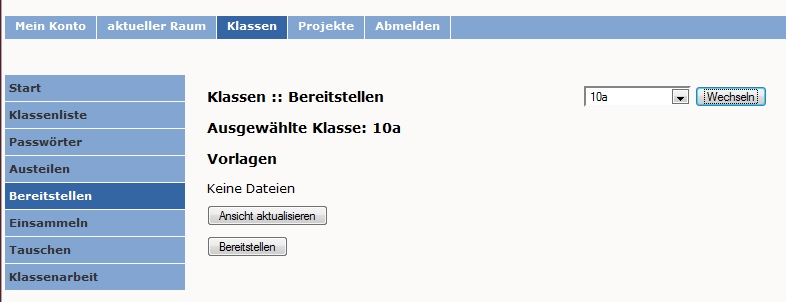 Mein Konto aktueller Raum Klassen Projekte Abmelden
Start
Klassenliste
Passwörter
Austeilen
Bereitstellen
Einsammeln
Tauschen
Klassenarbeit
Klassen :: Bereitstellen
10a Wechseln
Ausgewählte Klasse: 10a
Vorlagen
Keine Dateien
Ansicht aktualisieren
Bereitstellen